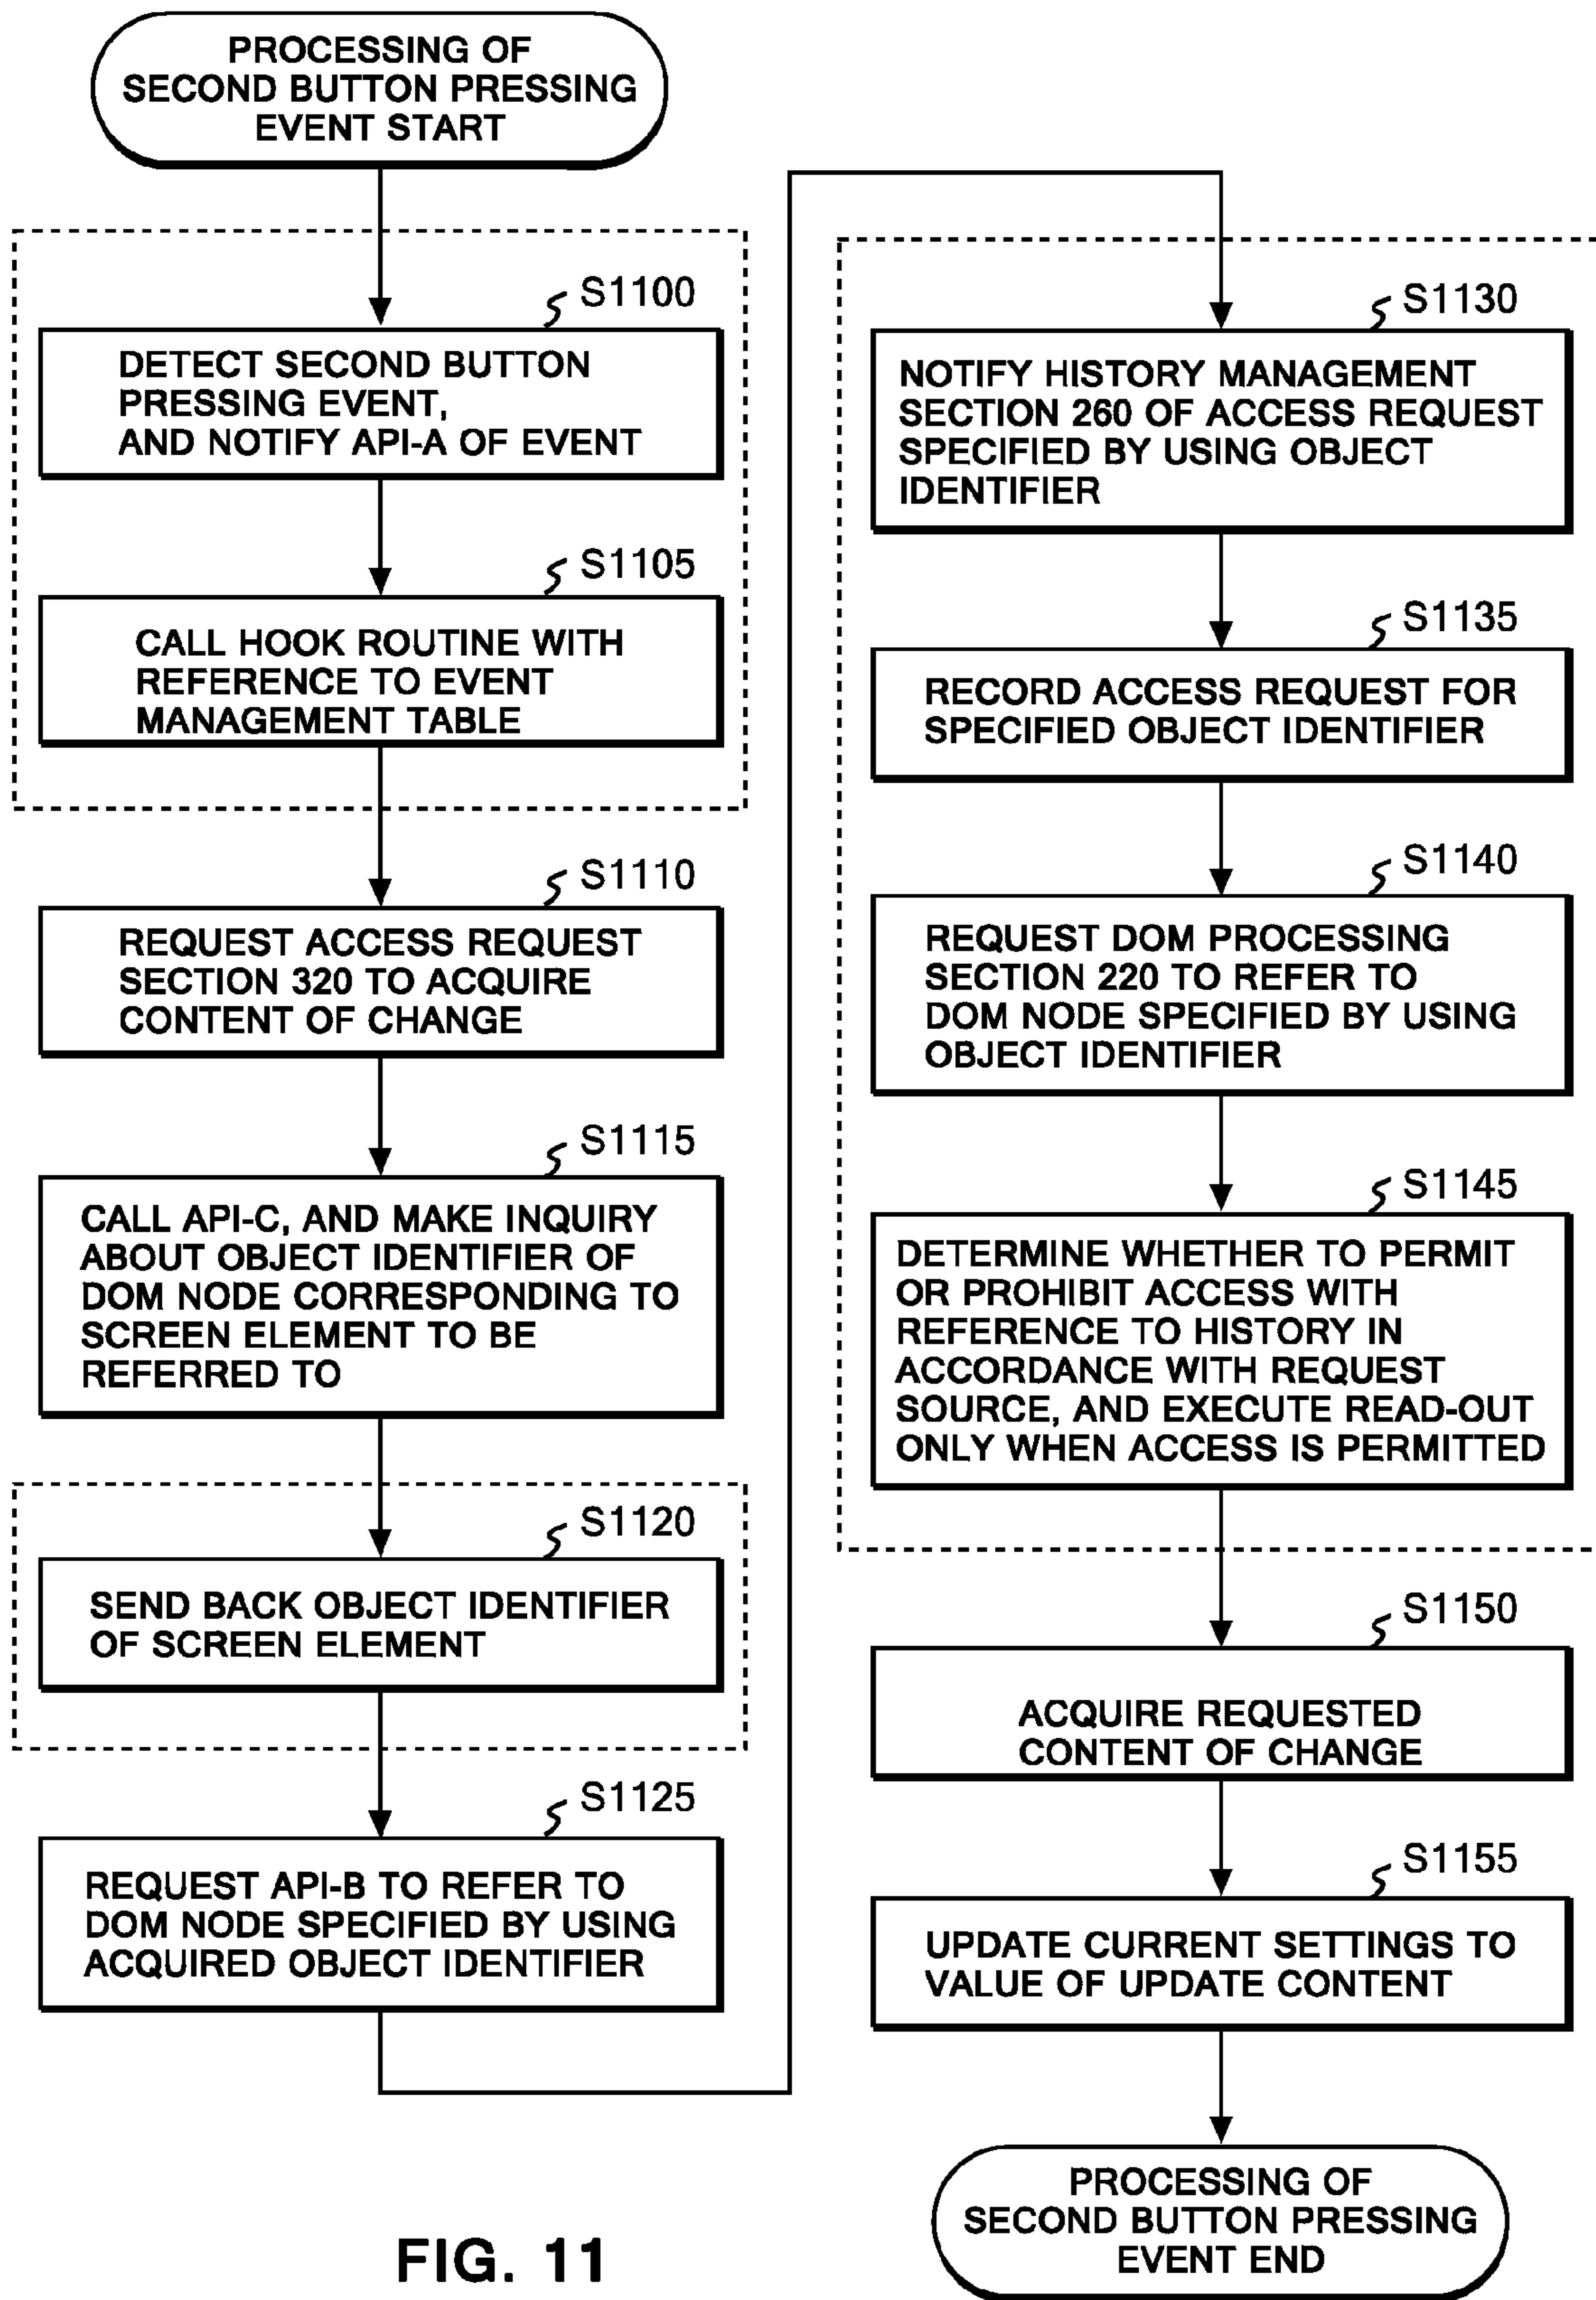 PROCESSING OF
SECOND BUTTON PRESSING
EVENT START
S1100
DETECT SECOND BUTTON
PRESSING EVENT,
AND NOTIFY API-A OF EVENT
S1105
CALL HOOK ROUTINE WITH
REFERENCE TO EVENT
MANAGEMENT TABLE
S1110
REQUEST ACCESS REQUEST
SECTION 320 TO ACQUIRE
CONTENT OF CHANGE
S1115
CALL API-C, AND MAKE INQUIRY
ABOUT OBJECT IDENTIFIER OF
DOM NODE CORRESPONDING TO
SCREEN ELEMENT TO BE
REFERRED TO
S1120
SEND BACK OBJECT IDENTIFIER
OF SCREEN ELEMENT
S1125
REQUEST API-B TO REFER TO
DOM NODE SPECIFIED BY USING
ACQUIRED OBJECT IDENTIFIER
S1130
NOTIFY HISTORY MANAGEMENT
SECTION 260 OF ACCESS REQUEST
SPECIFIED BY USING OBJECT
IDENTIFIER
S1135
RECORD ACCESS REQUEST FOR
SPECIFIED OBJECT IDENTIFIER
S1140
REQUEST DOM PROCESSING
SECTION 220 TO REFER TO
DOM NODE SPECIFIED BY USING
OBJECT IDENTIFIER
S1145
DETERMINE WHETHER TO PERMIT
OR PROHIBIT ACCESS WITH
REFERENCE TO HISTORY IN
ACCORDANCE WITH REQUEST
SOURCE, AND EXECUTE READ-OUT
ONLY WHEN ACCESS IS PERMITTED
S1150
ACQUIRE REQUESTED
CONTENT OF CHANGE
S1155
UPDATE CURRENT SETTINGS TO
VALUE OF UPDATE CONTENT
PROCESSING OF
SECOND BUTTON PRESSING
EVENT END
FIG. 11